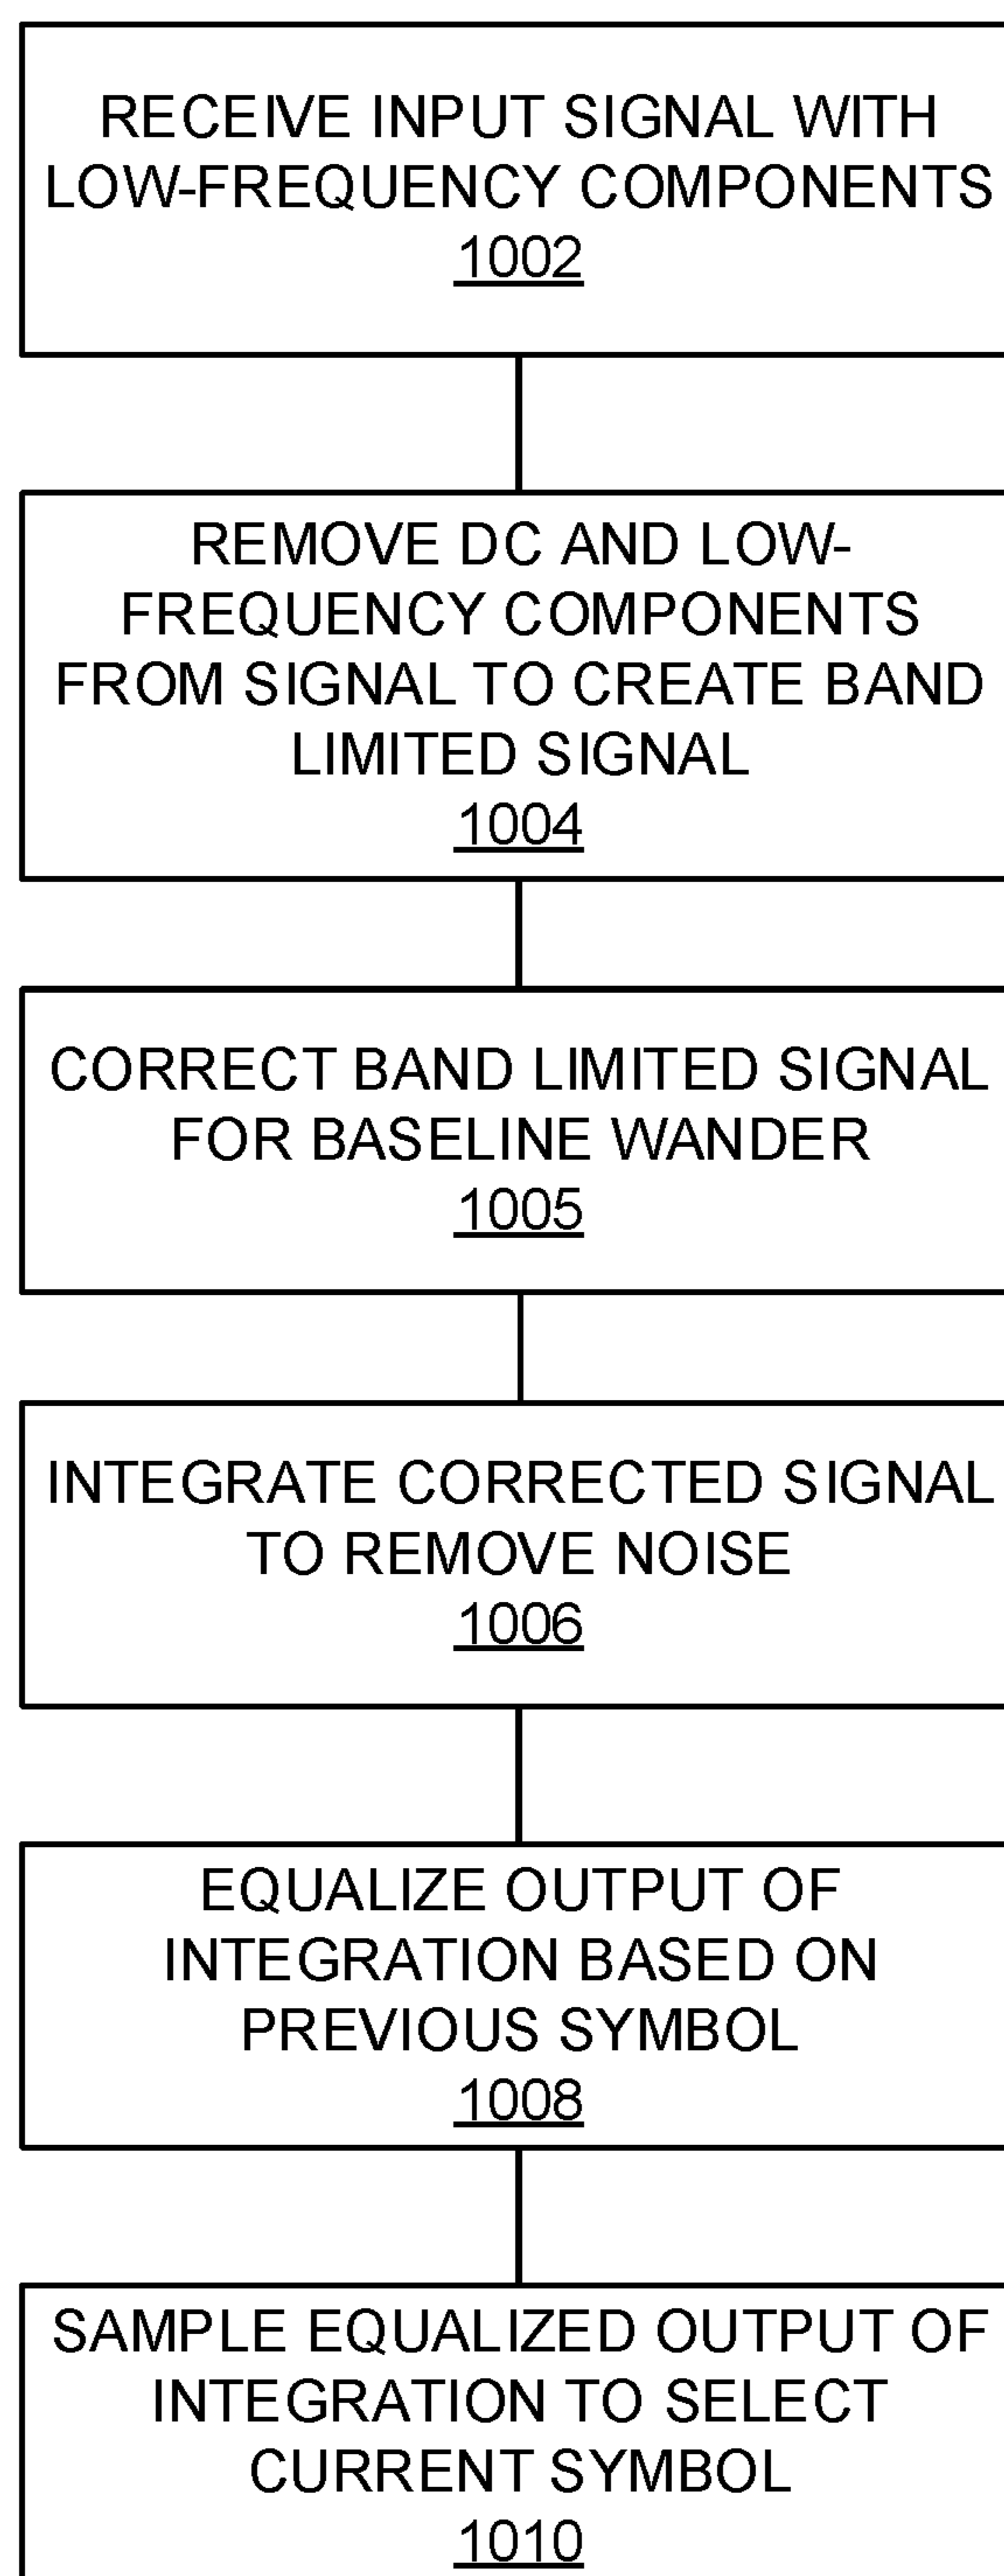 RECEIVE INPUT SIGNAL WITH
LOW-FREQUENCY COMPONENTS
1002
REMOVE DC AND LOW-
FREQUENCY COMPONENTS
FROM SIGNAL TO CREATE BAND
LIMITED SIGNAL
1004
CORRECT BAND LIMITED SIGNAL
FOR BASELINE WANDER
1005
INTEGRATE CORRECTED SIGNAL
TO REMOVE NOISE
1006
EQUALIZE OUTPUT OF
INTEGRATION BASED ON
PREVIOUS SYMBOL
1008
SAMPLE EQUALIZED OUTPUT OF
INTEGRATION TO SELECT
CURRENT SYMBOL
1010